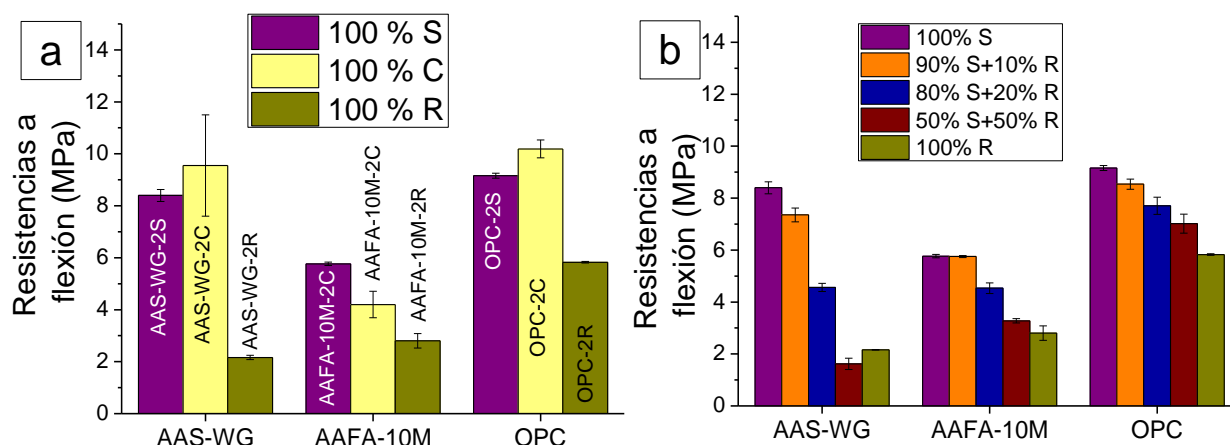 a
100 % S
100 % C
100 % R
Resistencias a
flexión (MPa)
14
12
10
8
6
4
2
0
AAS-WG-2S
AAS-WG-2C
AAS-WG-2R
AAFA-10M-2C
AAFA-10M-2C
AAFA-10M-2R
OPC-2S
OPC-2C
OPC-2R
AAS-WG
AAFA-10M
OPC
b
100% S
90% S+10% R
80% S+20% R
50% S+50% R
100% R
Resistencias a
flexión (MPa)
14
12
10
8
6
4
2
0
AAS-WG
AAFA-10M
OPC